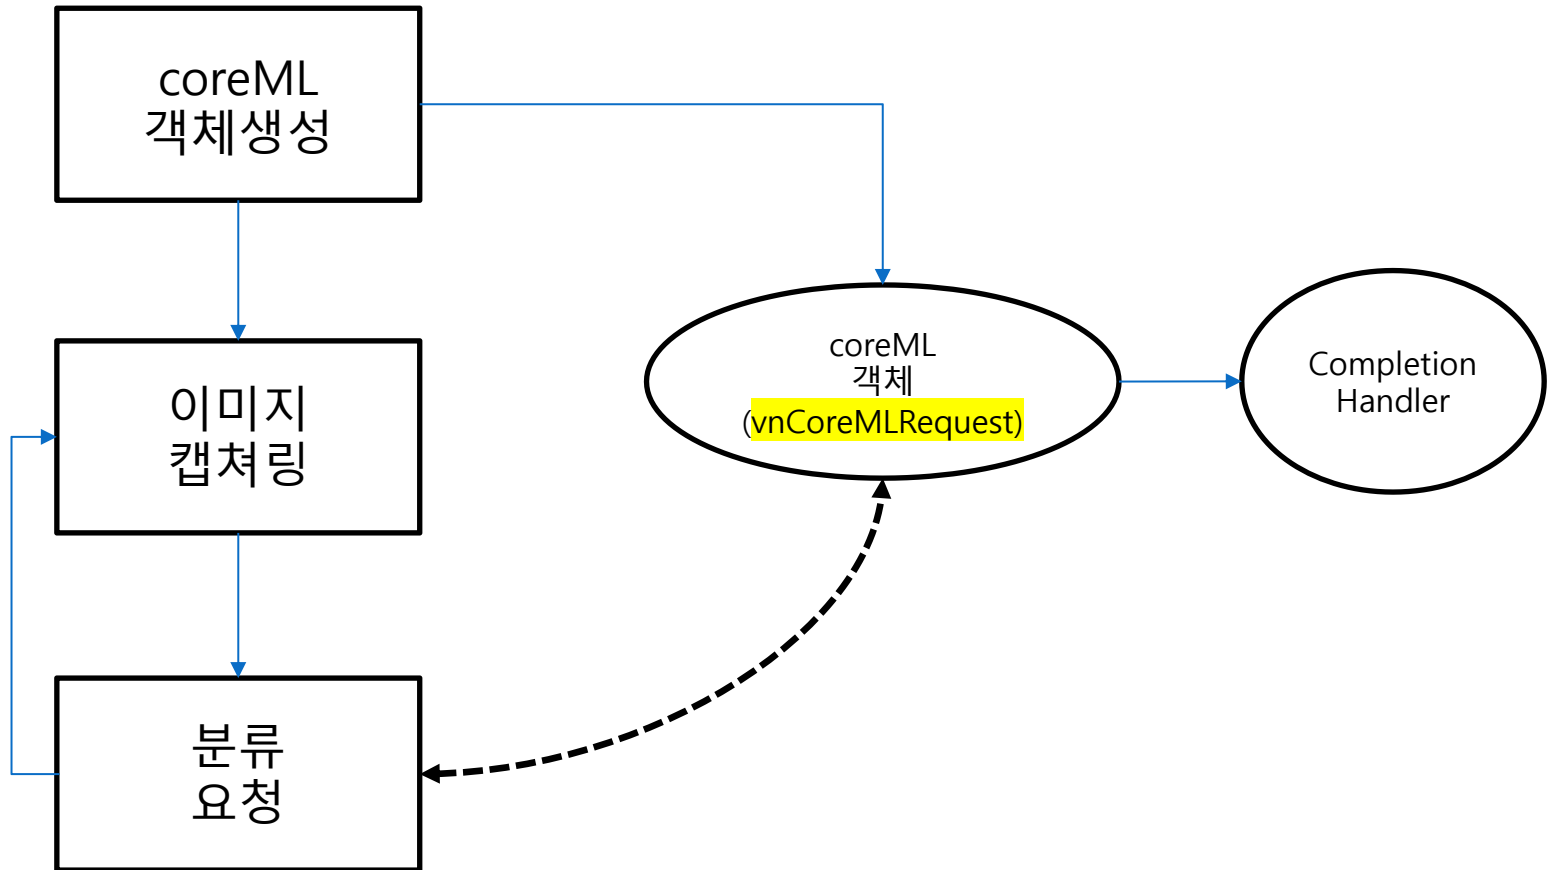 coreML
객체생성
이미지
캡쳐링
분류
요청
coreML
객체
(vnCoreMLRequest)
Completion
Handler